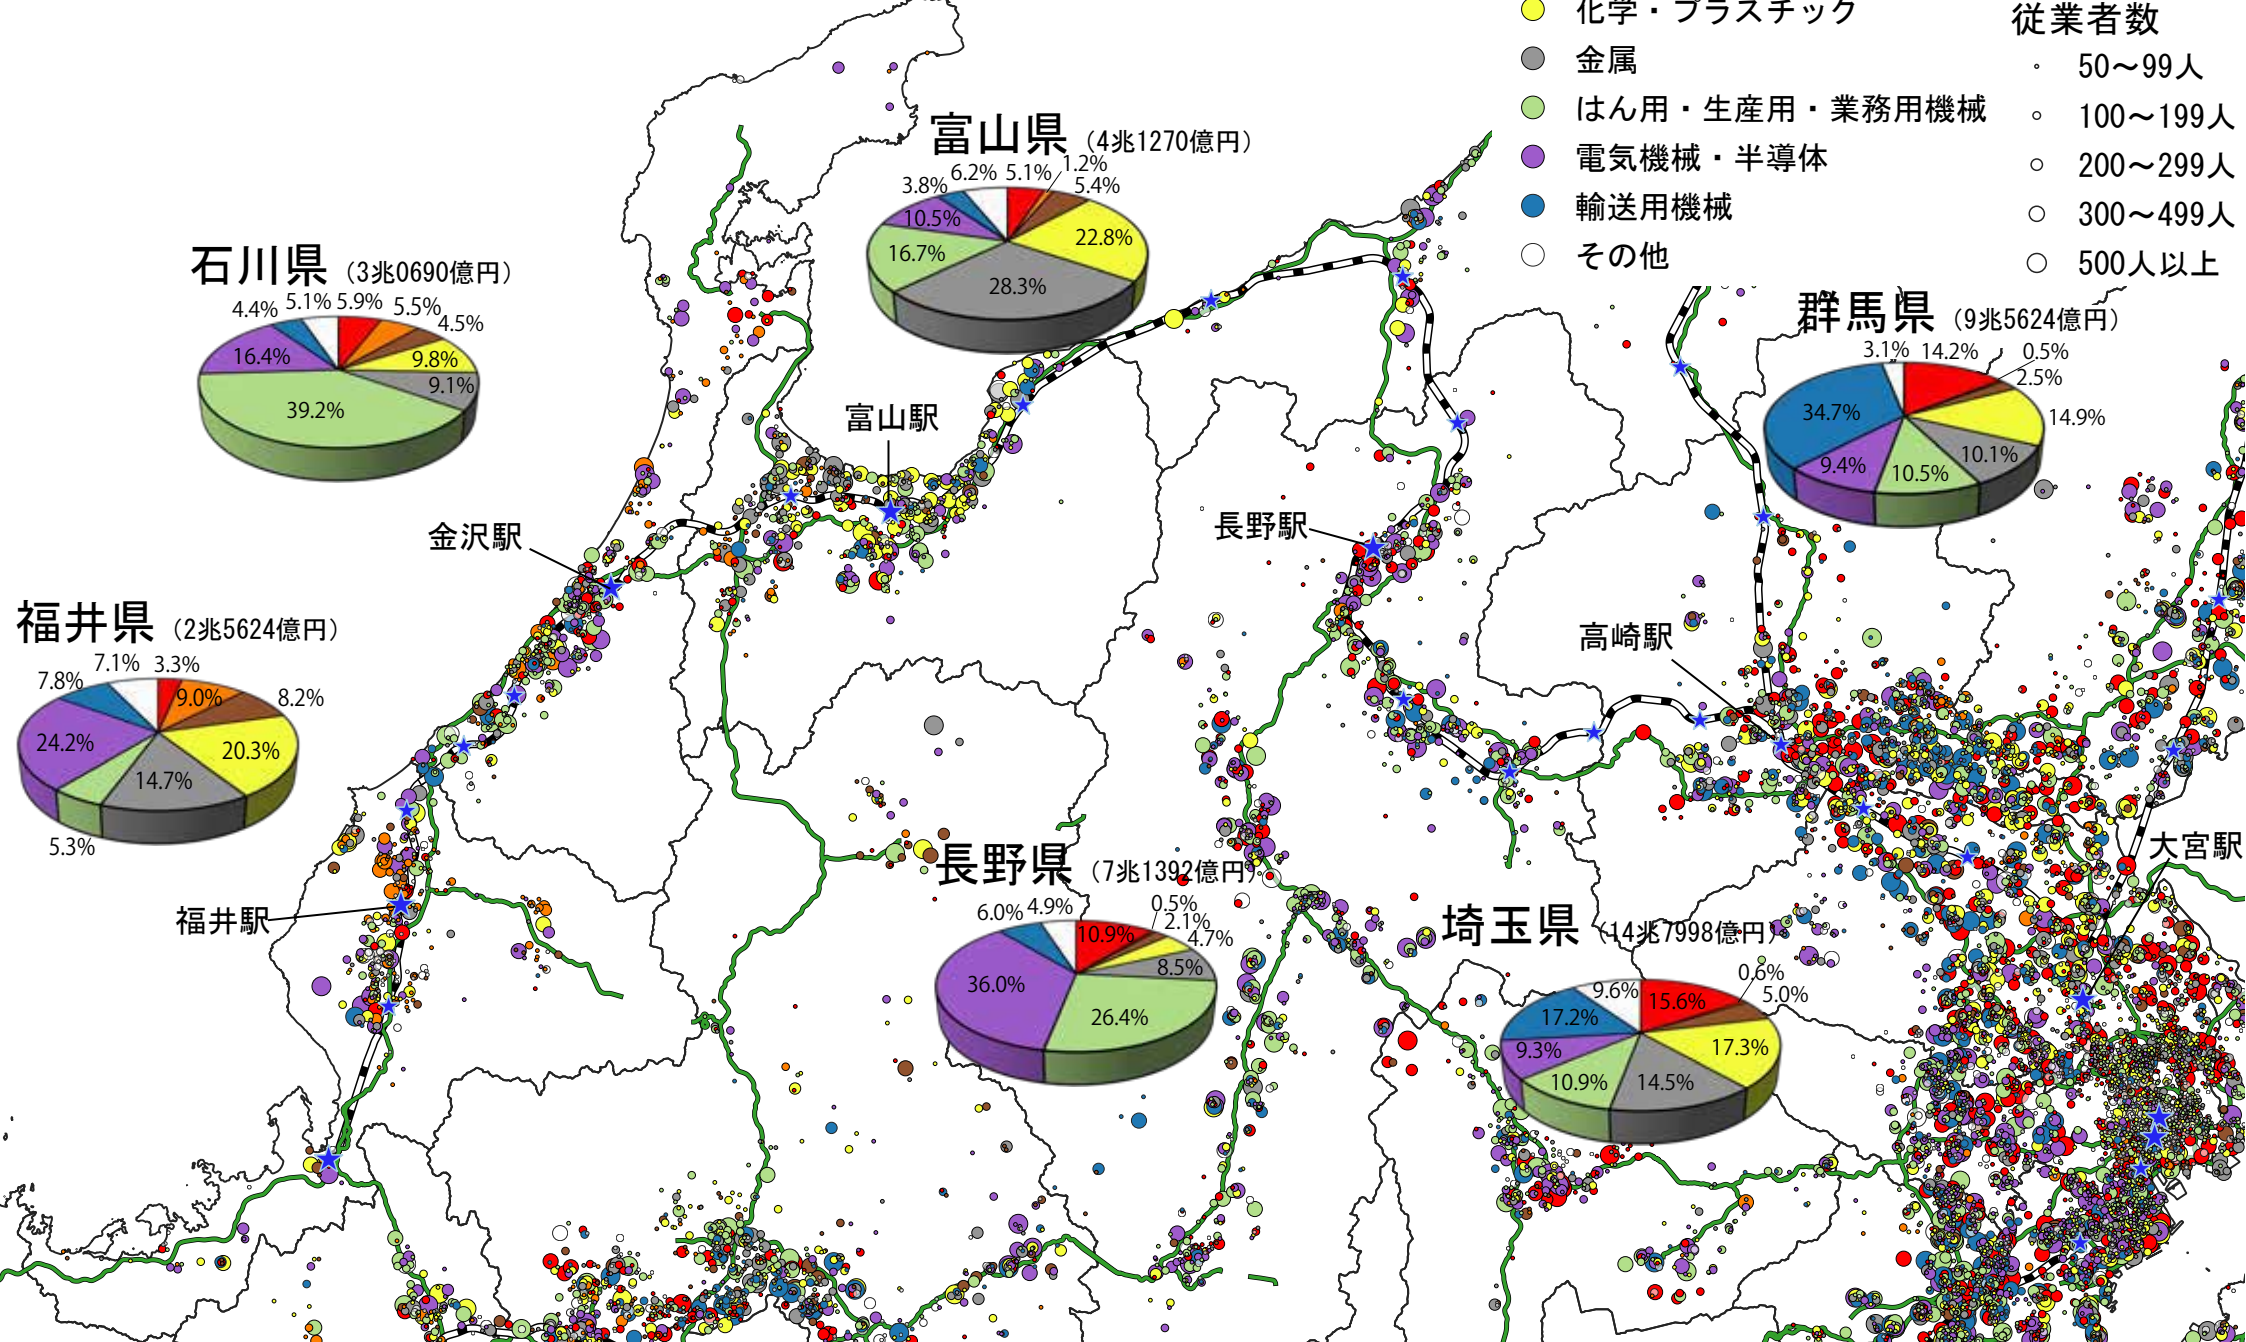 化学・プラスチック
金属
はん用・生産用・業務用機械
電気機械・半導体
輸送用機械
その他
従業者数
50～99人
100～199人
200～299人
300～499人
500人以上
富山県（4兆1270億円）
3.8%
6.2%
5.1%
1.2%
5.4%
10.5%
22.8%
16.7%
28.3%
石川県（3兆0690億円）
4.4%
5.1%
5.9%
5.5%
4.5%
16.4%
9.8%
9.1%
39.2%
群馬県（9兆5624億円）
3.1%
14.2%
0.5%
2.5%
34.7%
14.9%
9.4%
10.5%
10.1%
富山駅
金沢駅
長野駅
高崎駅
福井県（2兆5624億円）
7.8%
7.1%
3.3%
9.0%
8.2%
24.2%
20.3%
14.7%
5.3%
大宮駅
福井駅
長野県（7兆1392億円）
6.0%
4.9%
10.9%
0.5%
2.1%
4.7%
8.5%
36.0%
26.4%
埼玉県（14兆7998億円）
9.6%
15.6%
0.6%
5.0%
17.2%
17.3%
9.3%
10.9%
14.5%